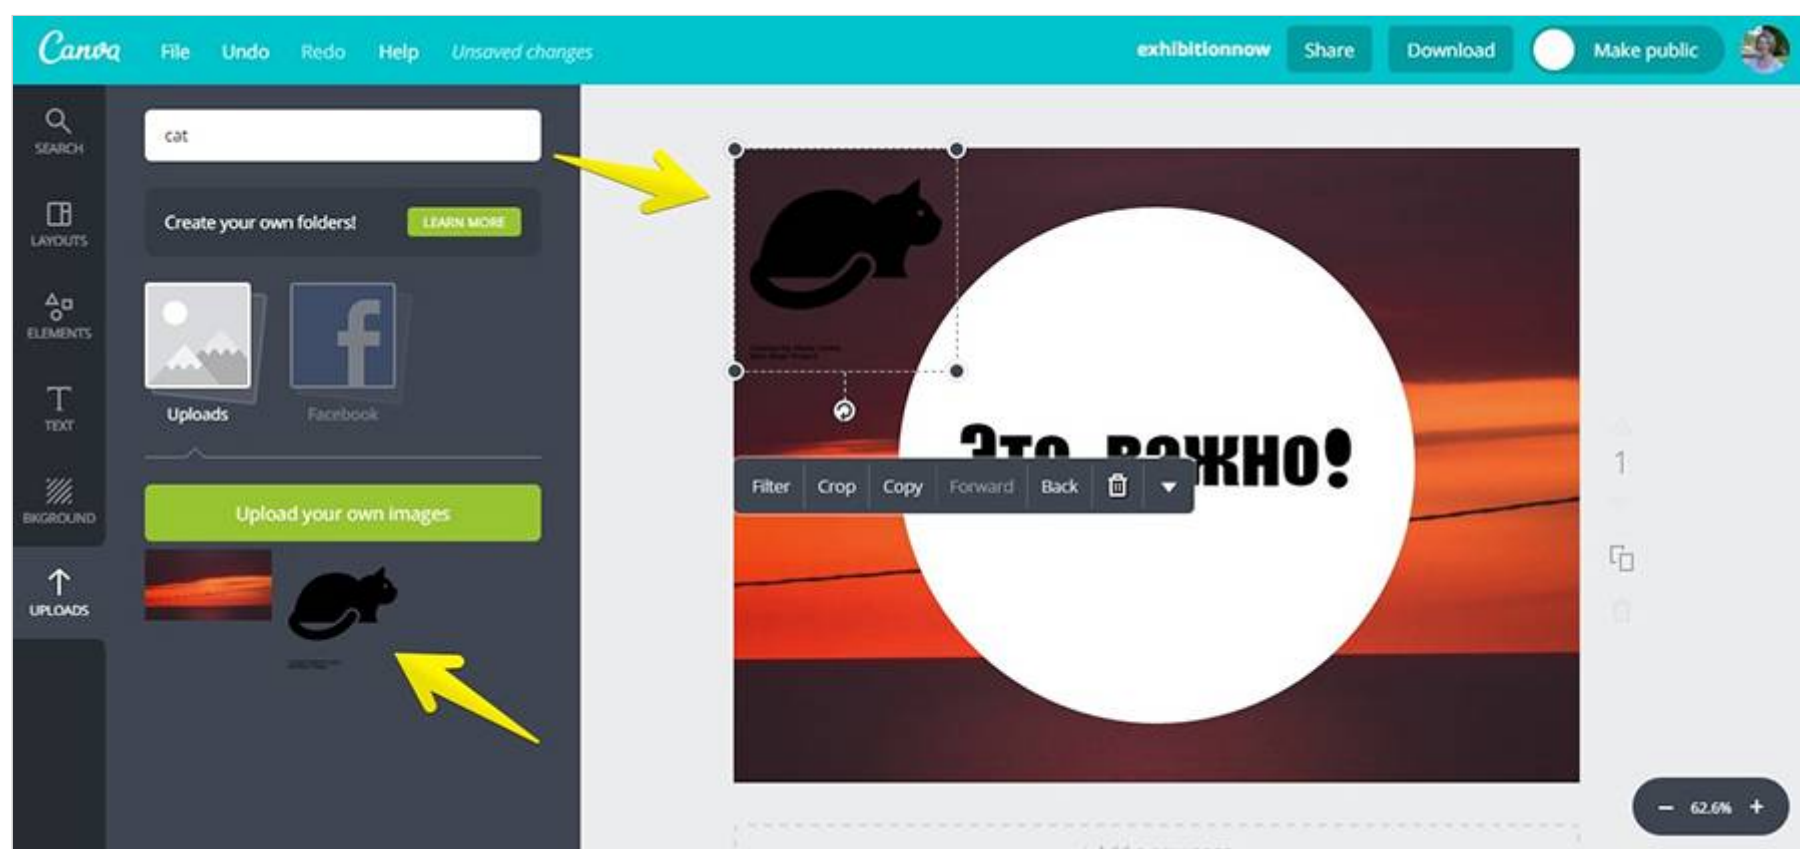 Canva File Undo Redo Help Unsaved changes exhibitionnow Share Download Make public
SEARCH
LAYOUTS
ELEMENTS
TEXT
BKGROUND
UPLOADS
cat
Create your own folders! LEARN MORE
Uploads Facebook
Upload your own images
Это важно!
Filter Crop Copy Forward Back
1
62.6%